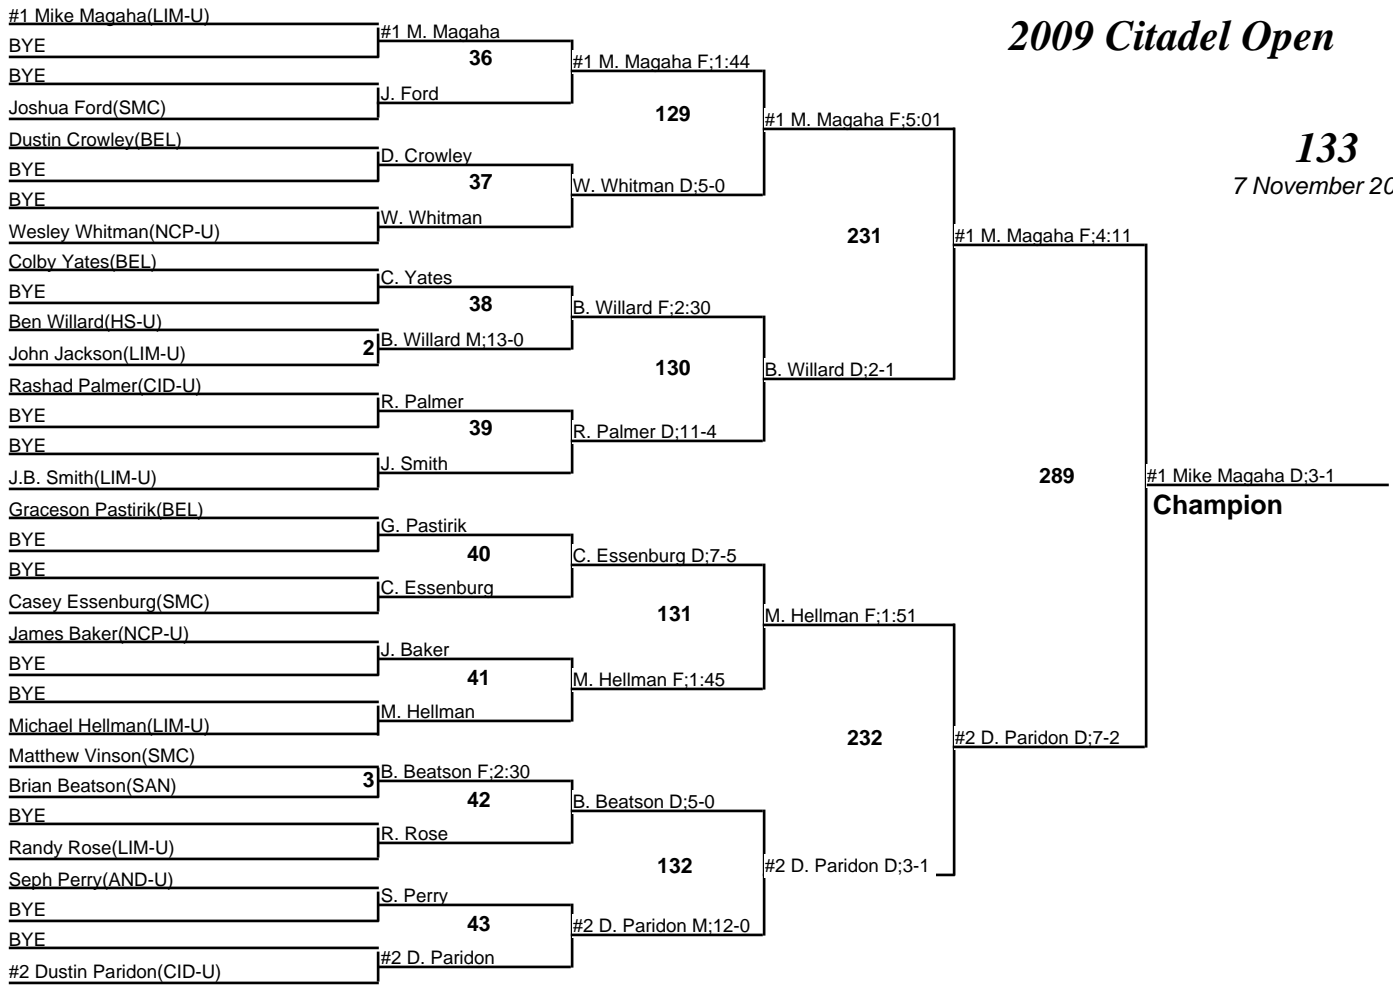 2009 Citadel Open
133
7 November 20
#1 Mike Magaha(LIM-U)
BYE
BYE
Joshua Ford(SMC)
Dustin Crowley(BEL)
BYE
BYE
Wesley Whitman(NCP-U)
Colby Yates(BEL)
BYE
Ben Willard(HS-U)
John Jackson(LIM-U)
Rashad Palmer(CID-U)
BYE
BYE
J.B. Smith(LIM-U)
Graceson Pastirik(BEL)
BYE
BYE
Casey Essenburg(SMC)
James Baker(NCP-U)
BYE
BYE
Michael Hellman(LIM-U)
Matthew Vinson(SMC)
Brian Beatson(SAN)
BYE
Randy Rose(LIM-U)
Seph Perry(AND-U)
BYE
BYE
#2 Dustin Paridon(CID-U)
2
3
#1 M. Magaha
36
J. Ford
D. Crowley
37
W. Whitman
C. Yates
38
B. Willard M;13-0
R. Palmer
39
J. Smith
G. Pastirik
40
C. Essenburg
J. Baker
41
M. Hellman
B. Beatson F;2:30
42
R. Rose
S. Perry
43
#2 D. Paridon
#1 M. Magaha F;1:44
129
W. Whitman D;5-0
B. Willard F;2:30
130
R. Palmer D;11-4
C. Essenburg D;7-5
131
M. Hellman F;1:45
B. Beatson D;5-0
132
#2 D. Paridon M;12-0
#1 M. Magaha F;5:01
231
B. Willard D;2-1
M. Hellman F;1:51
232
#2 D. Paridon D;3-1
#1 M. Magaha F;4:11
289
#2 D. Paridon D;7-2
#1 Mike Magaha D;3-1
Champion